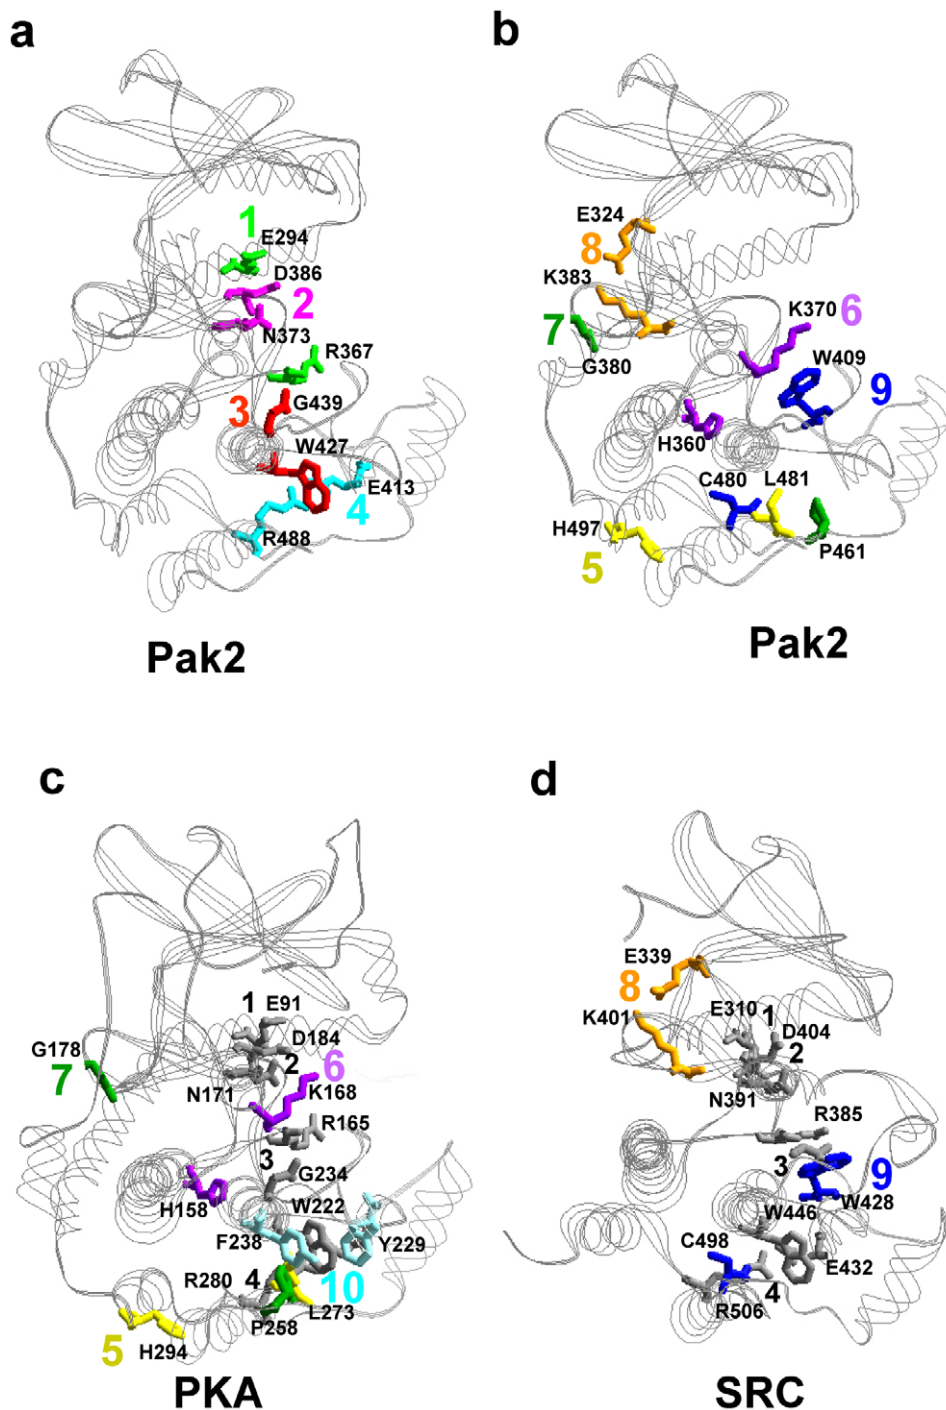 a
1
E294
D386
2
N373
R367
3
G439
W427
E413
4
R488
Pak2
b
E324
8
K383
K370
6
7
G380
W409
9
H360
C480
L481
H497
5
P461
Pak2
c
1
E91
G178
D184
7
2
6
N171
K168
R165
3
G234
H158
W222
F238
Y229
R280
4
10
L273
P258
5
H294
PKA
d
E339
8
E310
1
K401
D404
2
N391
R385
3
9
W446
W428
C498
E432
4
R506
SRC